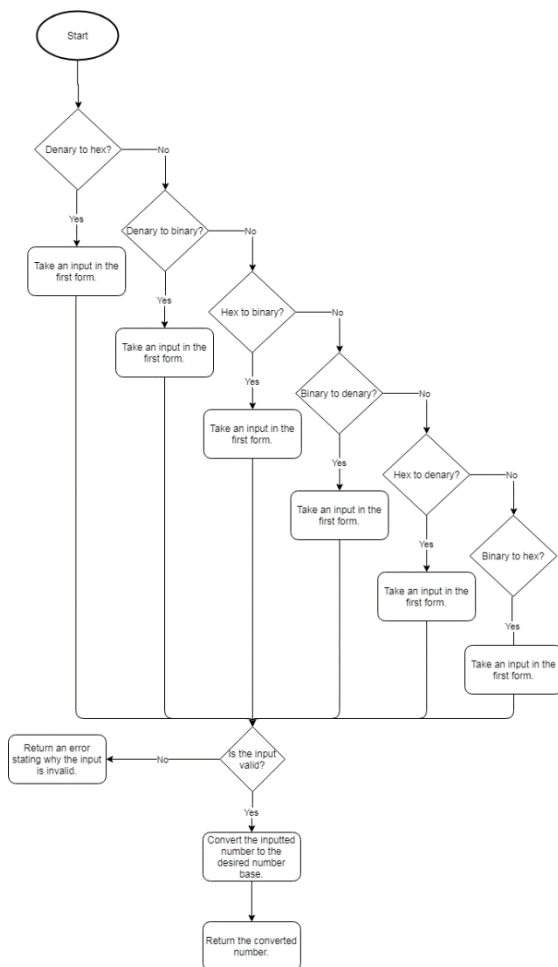 Start
Denary to hex?
No
Yes
Take an input in the
first form.
Denary to binary?
No
Yes
Take an input in the
first form.
Hex to binary?
No
Yes
Take an input in the
first form.
Binary to denary?
No
Yes
Take an input in the
first form.
Hex to denary?
No
Yes
Take an input in the
first form.
Binary to hex?
Yes
Take an input in the
first form.
Is the input
valid?
No
Return an error
stating why the input
is invalid.
Yes
Convert the inputted
number to the
desired number
base.
Return the converted
number.